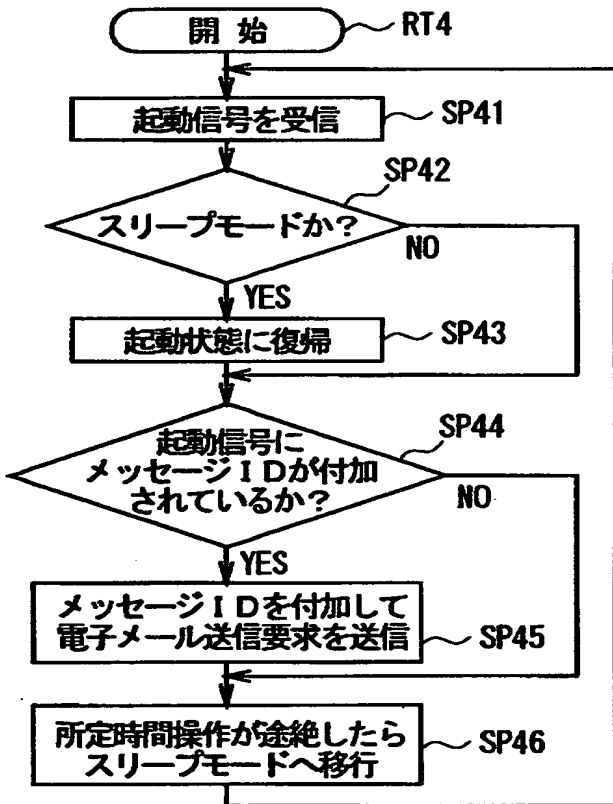 開始
RT4
起動信号を受信
SP41
SP42
スリープモードか？
NO
YES
起動状態に復帰
SP43
起動信号に
メッセージＩＤが付加
されているか？
SP44
NO
YES
メッセージＩＤを付加して
電子メール送信要求を送信
SP45
所定時間操作が途絶したら
スリープモードへ移行
SP46